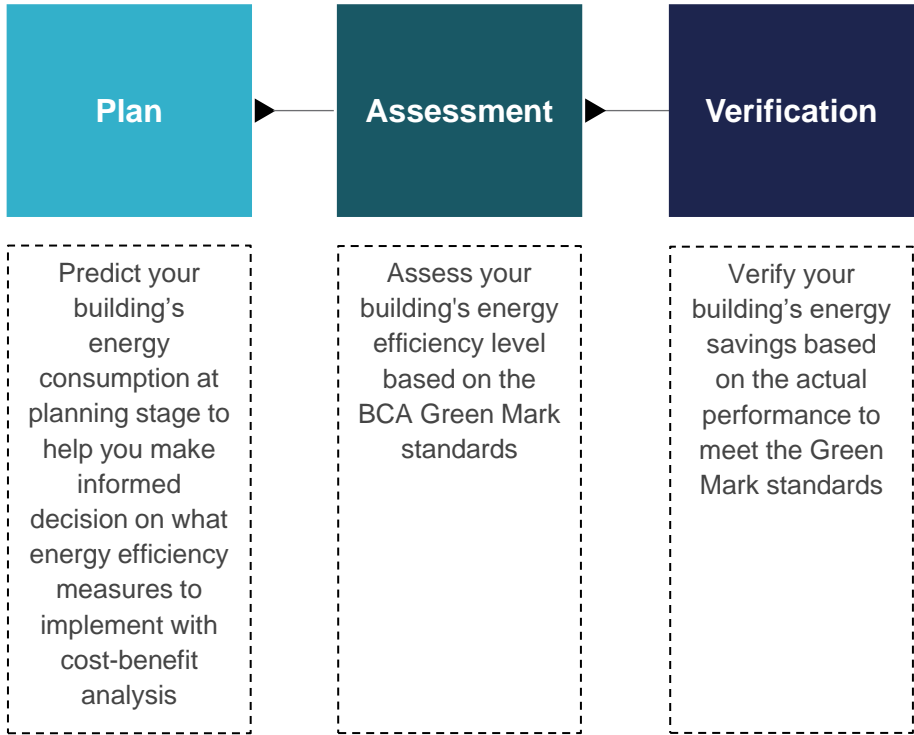 Plan
Assessment
Verification
Predict your
building’s
energy
consumption at
planning stage to
help you make
informed
decision on what
energy efficiency
measures to
implement with
cost-benefit
analysis
Assess your
building's energy
efficiency level
based on the
BCA Green Mark
standards
Verify your
building’s energy
savings based
on the actual
performance to
meet the Green
Mark standards